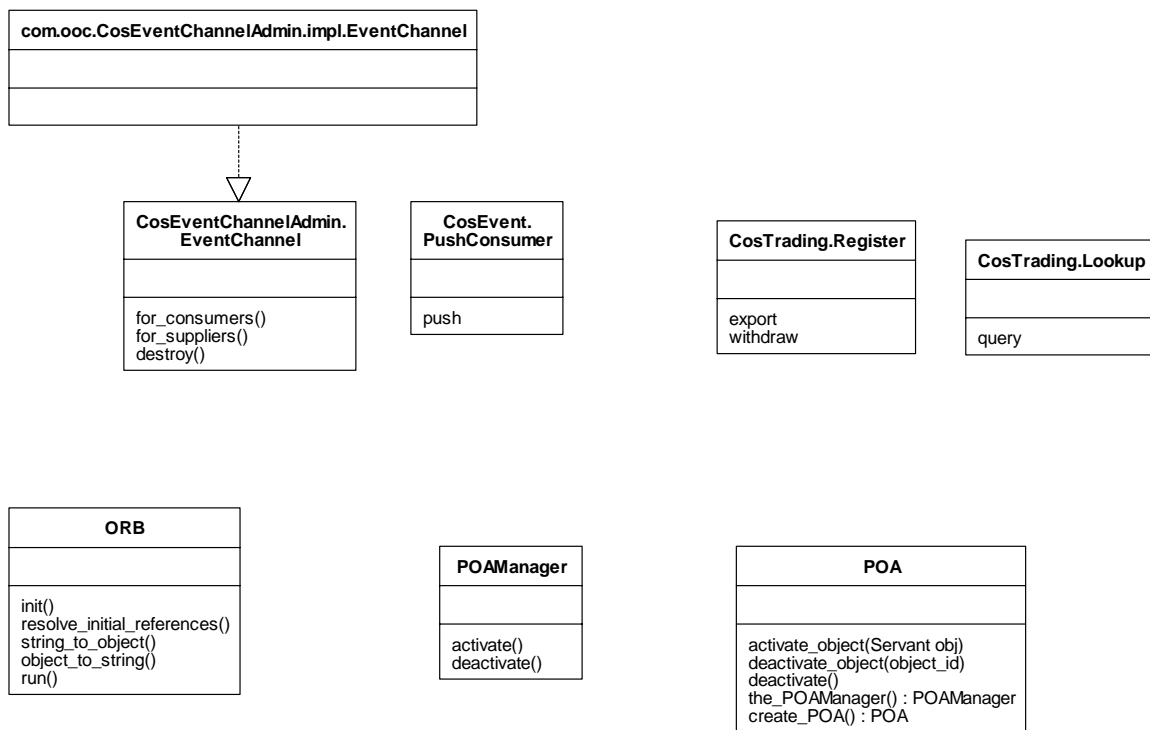 com.ooc.CosEventChannelAdmin.impl.EventChannel
CosEventChannelAdmin.
EventChannel
for_consumers()
for_suppliers()
destroy()
CosEvent.
PushConsumer
push
CosTrading.Register
export
withdraw
CosTrading.Lookup
query
ORB
init()
resolve_initial_references()
string_to_object()
object_to_string()
run()
POAManager
activate()
deactivate()
POA
activate_object(Servant obj)
deactivate_object(object_id)
deactivate()
the_POAManager() : POAManager
create_POA() : POA